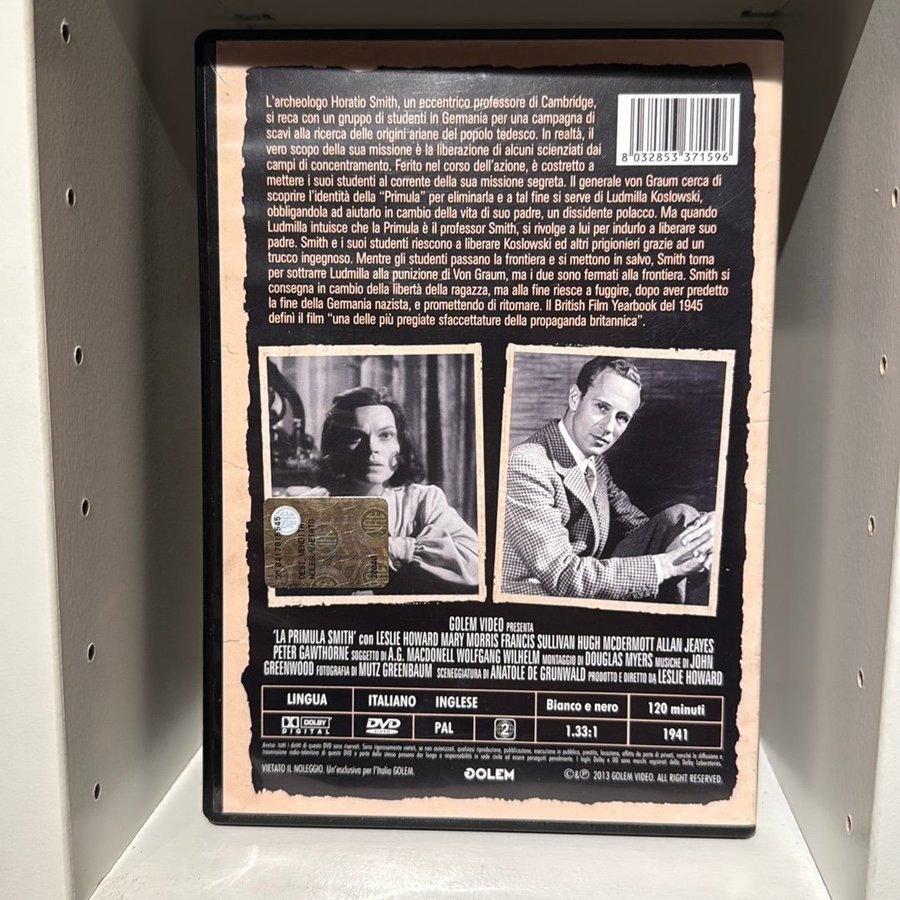 L'archeologo Horatio Smith, un eccentrico professore di Cambridge,
si reca con un gruppo di studenti in Germania per una campagna di
scavi alla ricerca delle origini ariane del popolo tedesco. In realtà, il
vero scopo della sua missione è la liberazione di alcuni scienziati dai
campi di concentramento. Ferito nel corso dell'azione, è costretto a
mettere i suoi studenti al corrente della sua missione segreta. Il generale von Graum cerca di
scoprire l'identità della "Primula" per eliminarla e a tal fine si serve di Ludmilla Koslowski,
obbligandola ad aiutarlo in cambio della vita di suo padre, un dissidente polacco. Ma quando
Ludmilla intuisce che la Primula è il professor Smith, si rivolge a lui per indurlo a liberare suo
padre. Smith e i suoi studenti riescono a liberare Koslowski ed altri prigionieri grazie ad un
trucco ingegnoso. Mentre gli studenti passano la frontiera e si mettono in salvo, Smith torna
per sottrarre Ludmilla alla punizione di Von Graum, ma i due sono fermati alla frontiera. Smith si
consegna in cambio della libertà della ragazza, ma alla fine riesce a fuggire, dopo aver predetto
la fine della Germania nazista, e promettendo di ritornare. Il British Film Yearbook del 1945
definì il film "una delle più pregiate sfaccettature della propaganda britannica".
8 032853 371596
GOLEM VIDEO PRESENTA
'LA PRIMULA SMITH' con LESLIE HOWARD MARY MORRIS FRANCIS SULLIVAN HUGH MCDERMOTT ALLAN JEAYES
PETER GAWTHORNE SOGGETTO DI A.G. MACDONELL WOLFGANG WILHELM MONTAGGIO DI DOUGLAS MYERS MUSICHE DI JOHN
GREENWOOD FOTOGRAFIA DI MUTZ GREENBAUM SCENEGGIATURA DI ANATOLE DE GRUNWALD PRODOTTO E DIRETTO DA LESLIE HOWARD
LINGUA ITALIANO INGLESE Bianco e nero 120 minuti
DOLBY DIGITAL DVD VIDEO PAL 2 1.33:1 1941
VIETATO IL NOLEGGIO. Un'esclusiva per l'Italia GOLEM.
GOLEM
©&℗ 2013 GOLEM VIDEO. ALL RIGHT RESERVED.